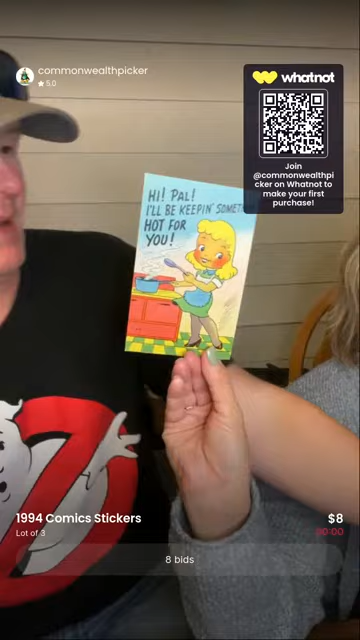 commonwealthpicker
5.0
whatnot
Join
@commonwealthpi
cker on Whatnot to
make your first
purchase!
HI! PAL!
I'LL BE KEEPIN'
HOT FOR
YOU!
1994 Comics Stickers
$8
Lot of 3
00:00
8 bids